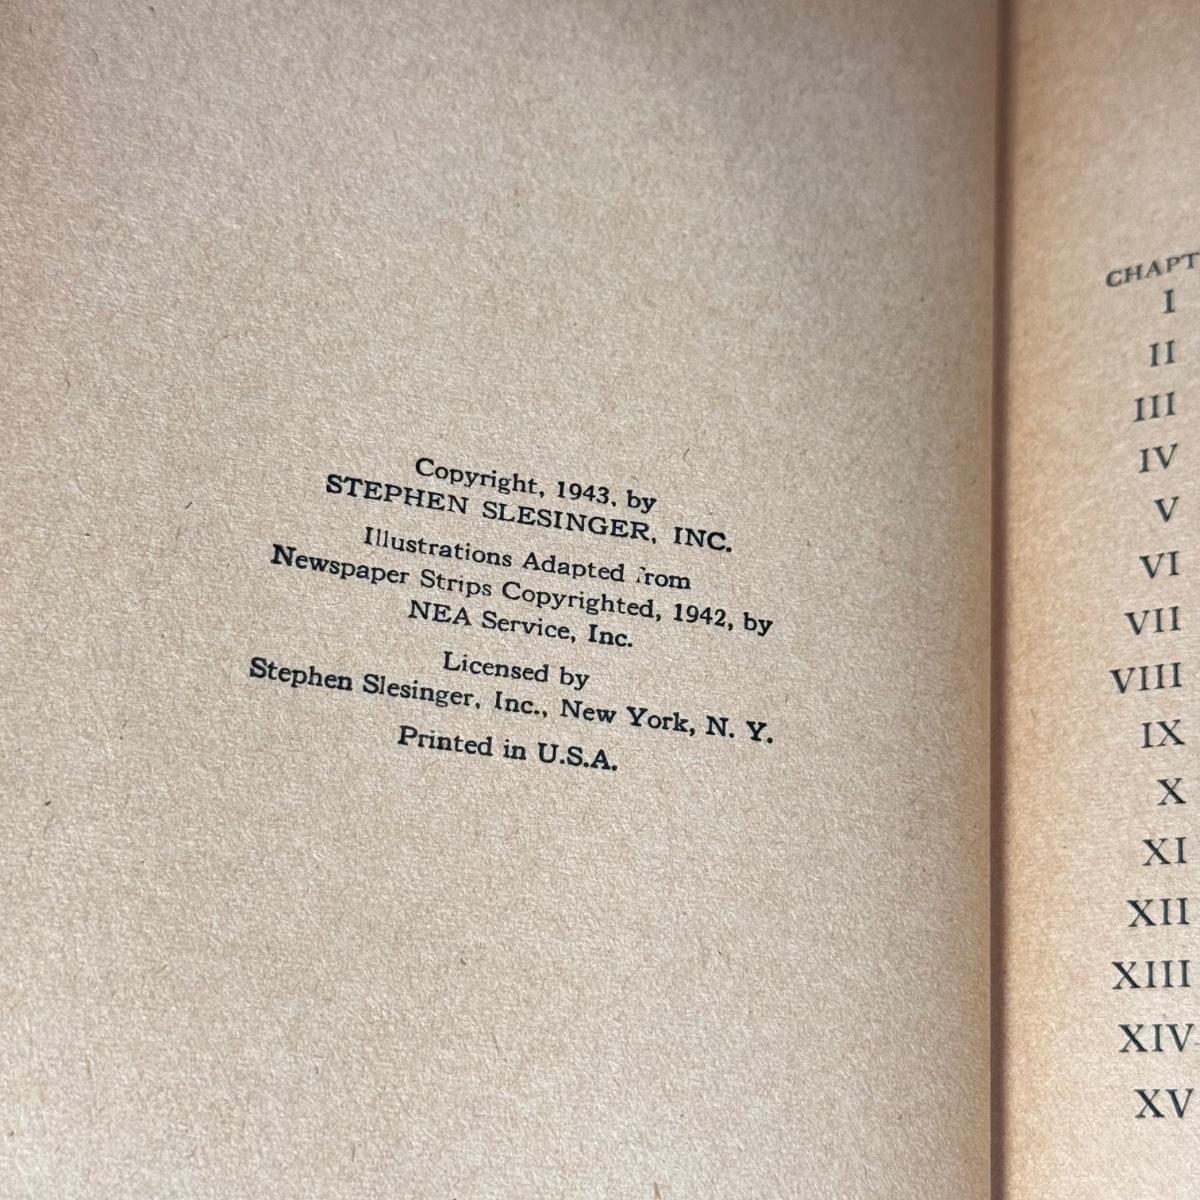 Copyright, 1943, by
STEPHEN SLESINGER, INC.
Illustrations Adapted from
Newspaper Strips Copyrighted, 1942, by
NEA Service, Inc.
Licensed by
Stephen Slesinger, Inc., New York, N. Y.
Printed in U.S.A.
CHAPT
I
II
III
IV
V
VI
VII
VIII
IX
X
XI
XII
XIII
XIV
XV